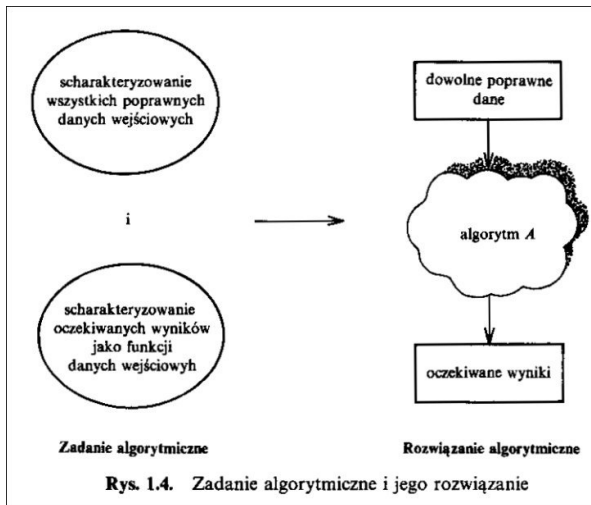 scharakteryzowanie
wszystkich poprawnych
danych wejściowych
i
scharakteryzowanie
oczekiwanych wyników
jako funkcji
danych wejściowyh
Zadanie algorytmiczne
dowolne poprawne
dane
algorytm A
oczekiwane wyniki
Rozwiązanie algorytmiczne
Rys. 1.4. Zadanie algorytmiczne i jego rozwiązanie